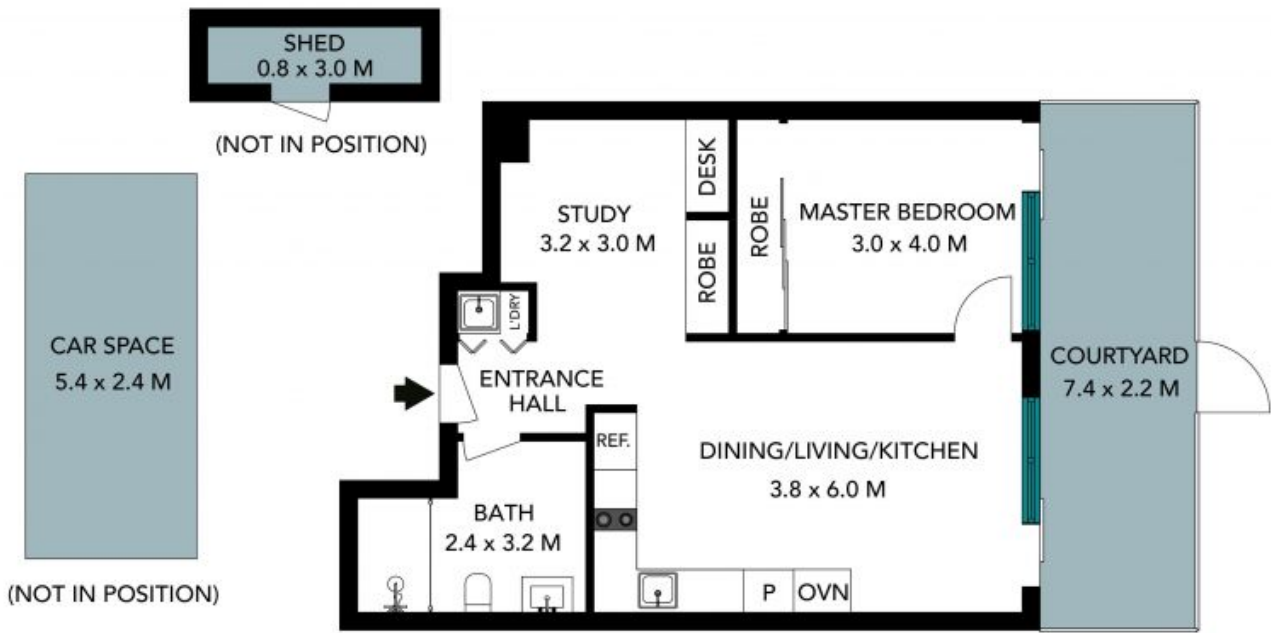 SHED
0.8 x 3.0 M
(NOT IN POSITION)
CAR SPACE
5.4 x 2.4 M
(NOT IN POSITION)
STUDY
3.2 x 3.0 M
DESK
ROBE
ROBE
MASTER BEDROOM
3.0 x 4.0 M
L'DRY
ENTRANCE
HALL
COURTYARD
7.4 x 2.2 M
REF.
DINING/LIVING/KITCHEN
3.8 x 6.0 M
BATH
2.4 x 3.2 M
P
OVN